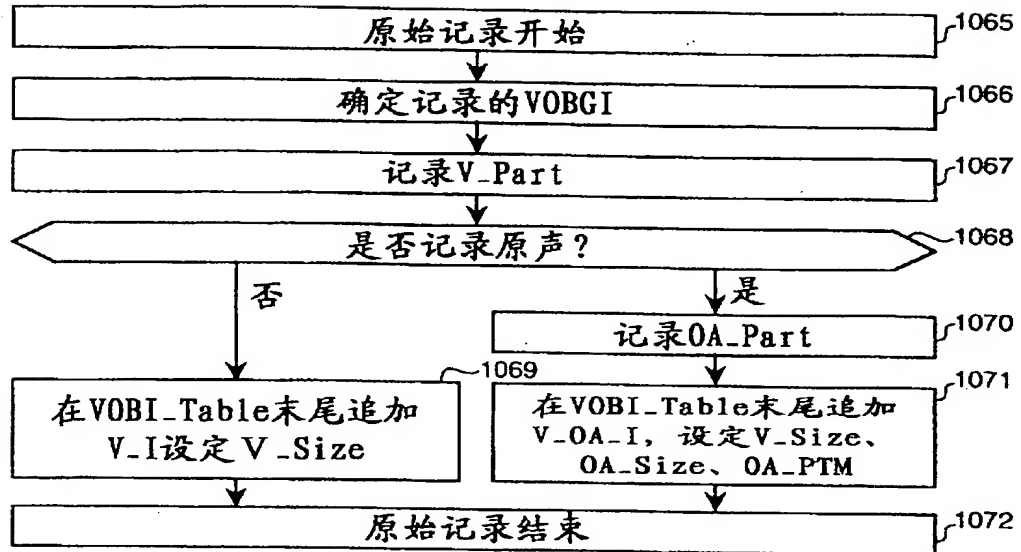 原始记录开始
1065
确定记录的VOBGI
1066
记录V_Part
1067
是否记录原声？
1068
否
是
记录OA_Part
1070
1069
在VOBI_Table末尾追加
V_I设定V_Size
1071
在VOBI_Table末尾追加
V_OA_I，设定V_Size、
OA_Size、OA_PTM
原始记录结束
1072